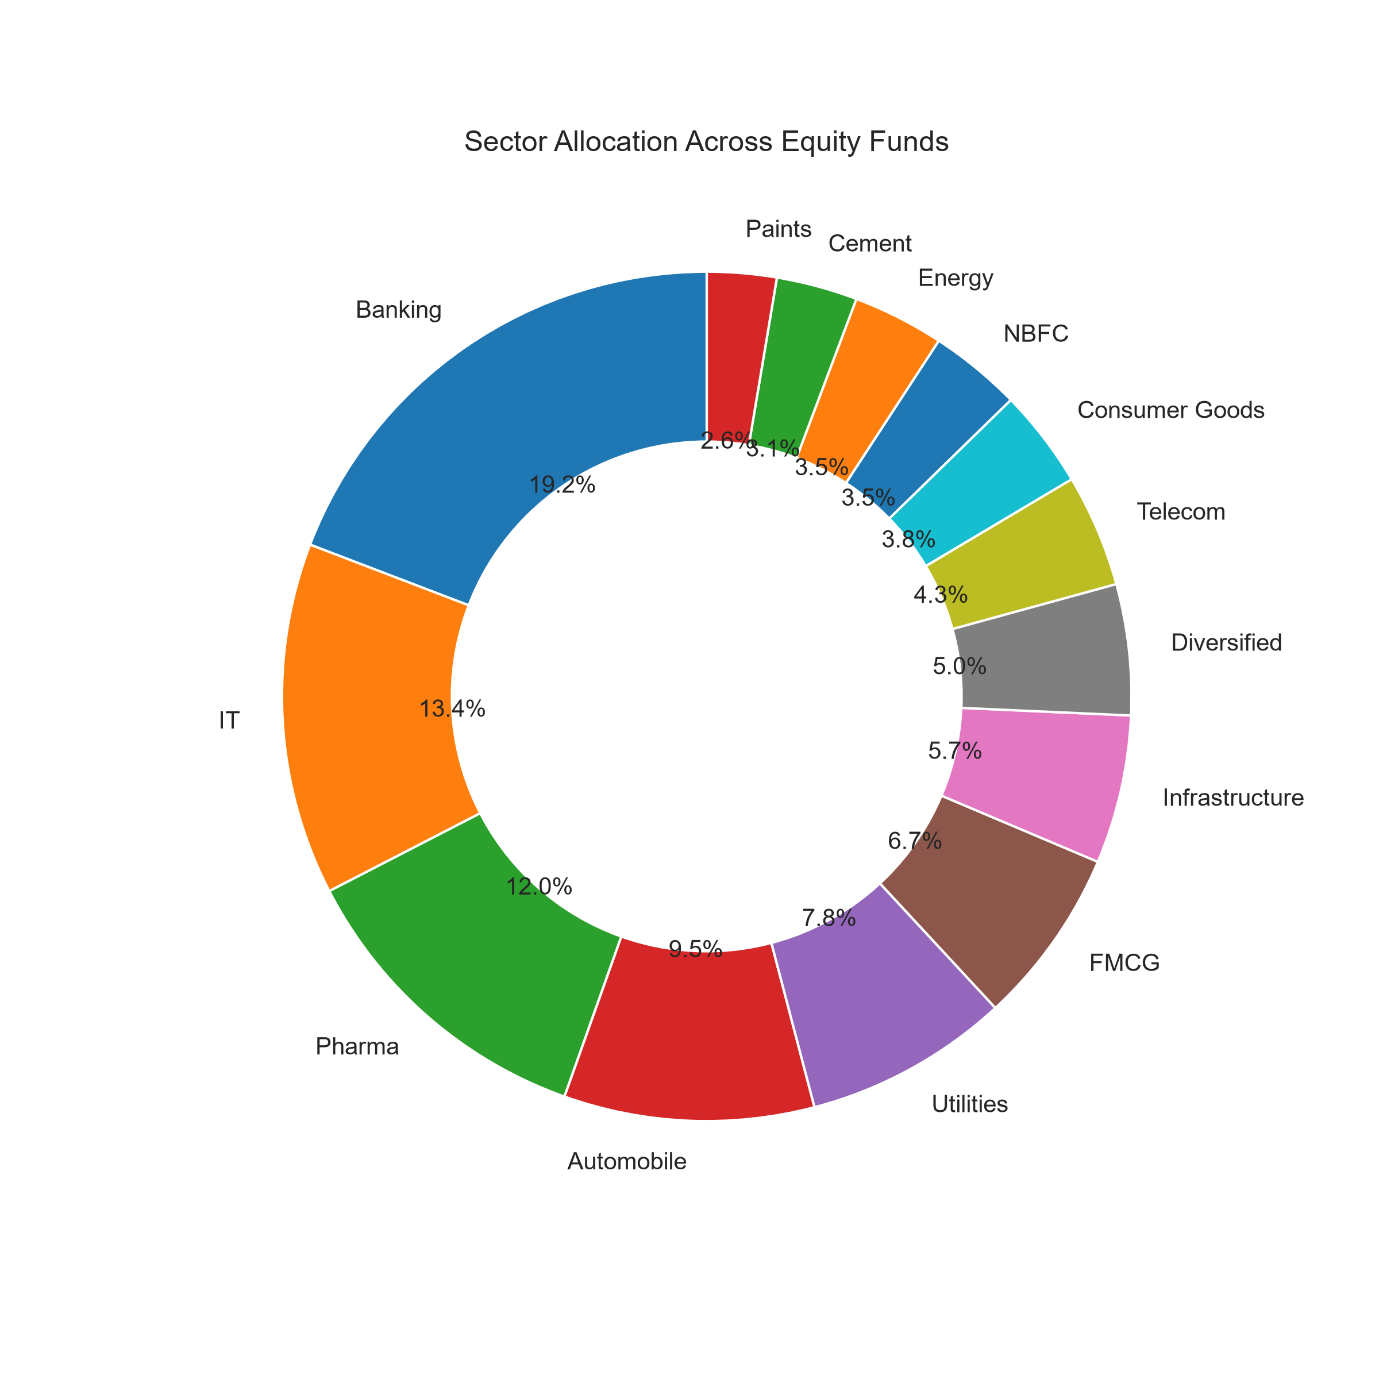 Sector Allocation Across Equity Funds
Paints
Cement
Energy
Banking
NBFC
Consumer Goods
2.6%
3.1%
3.5%
19.2%
3.5%
Telecom
3.8%
4.3%
Diversified
5.0%
13.4%
IT
5.7%
Infrastructure
6.7%
12.0%
7.8%
9.5%
FMCG
Pharma
Utilities
Automobile